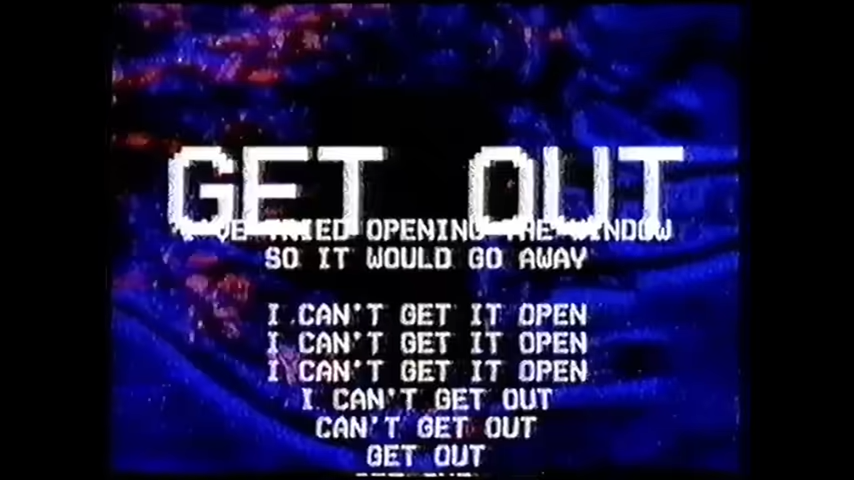 GET OUT
I'VE TRIED OPENING THE WINDOW
SO IT WOULD GO AWAY
I CAN'T GET IT OPEN
I CAN'T GET IT OPEN
I CAN'T GET IT OPEN
I CAN'T GET OUT
CAN'T GET OUT
GET OUT